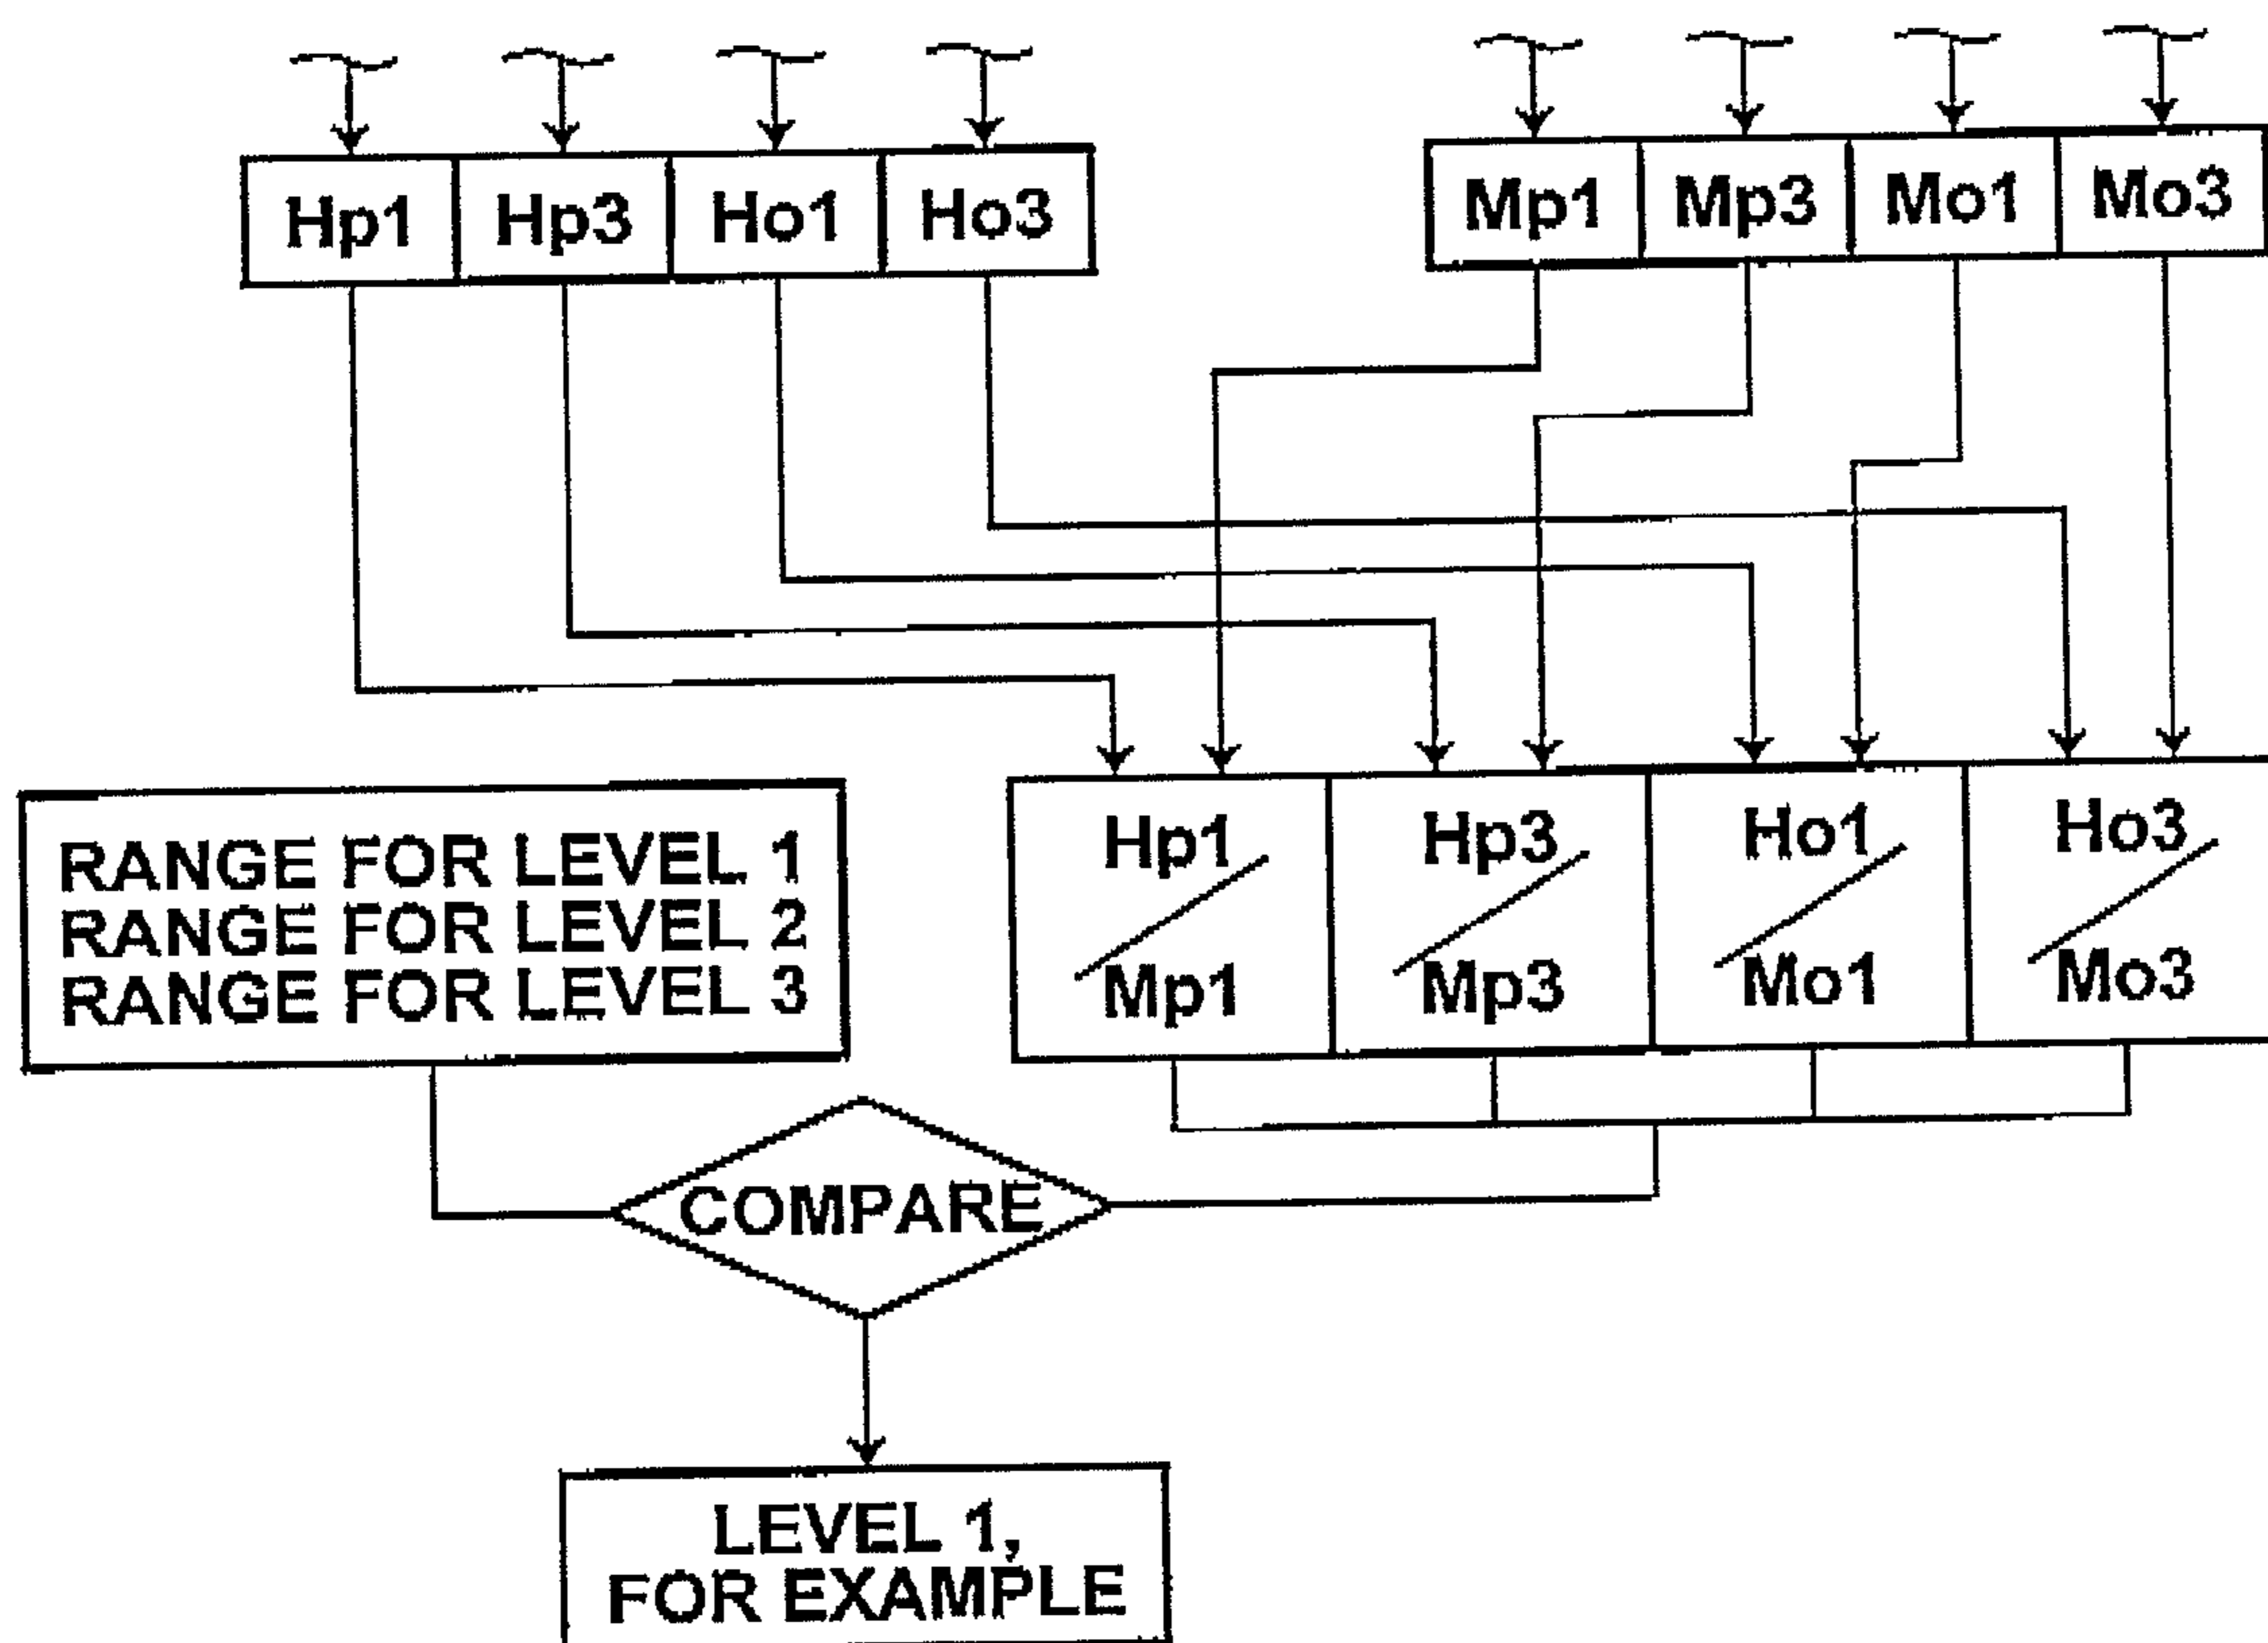 Hp1 Hp3 Ho1 Ho3
Mp1 Mp3 Mo1 Mo3
RANGE FOR LEVEL 1
RANGE FOR LEVEL 2
RANGE FOR LEVEL 3
Hp1 Hp3 Ho1 Ho3
Mp1 Mp3 Mo1 Mo3
COMPARE
LEVEL 1,
FOR EXAMPLE